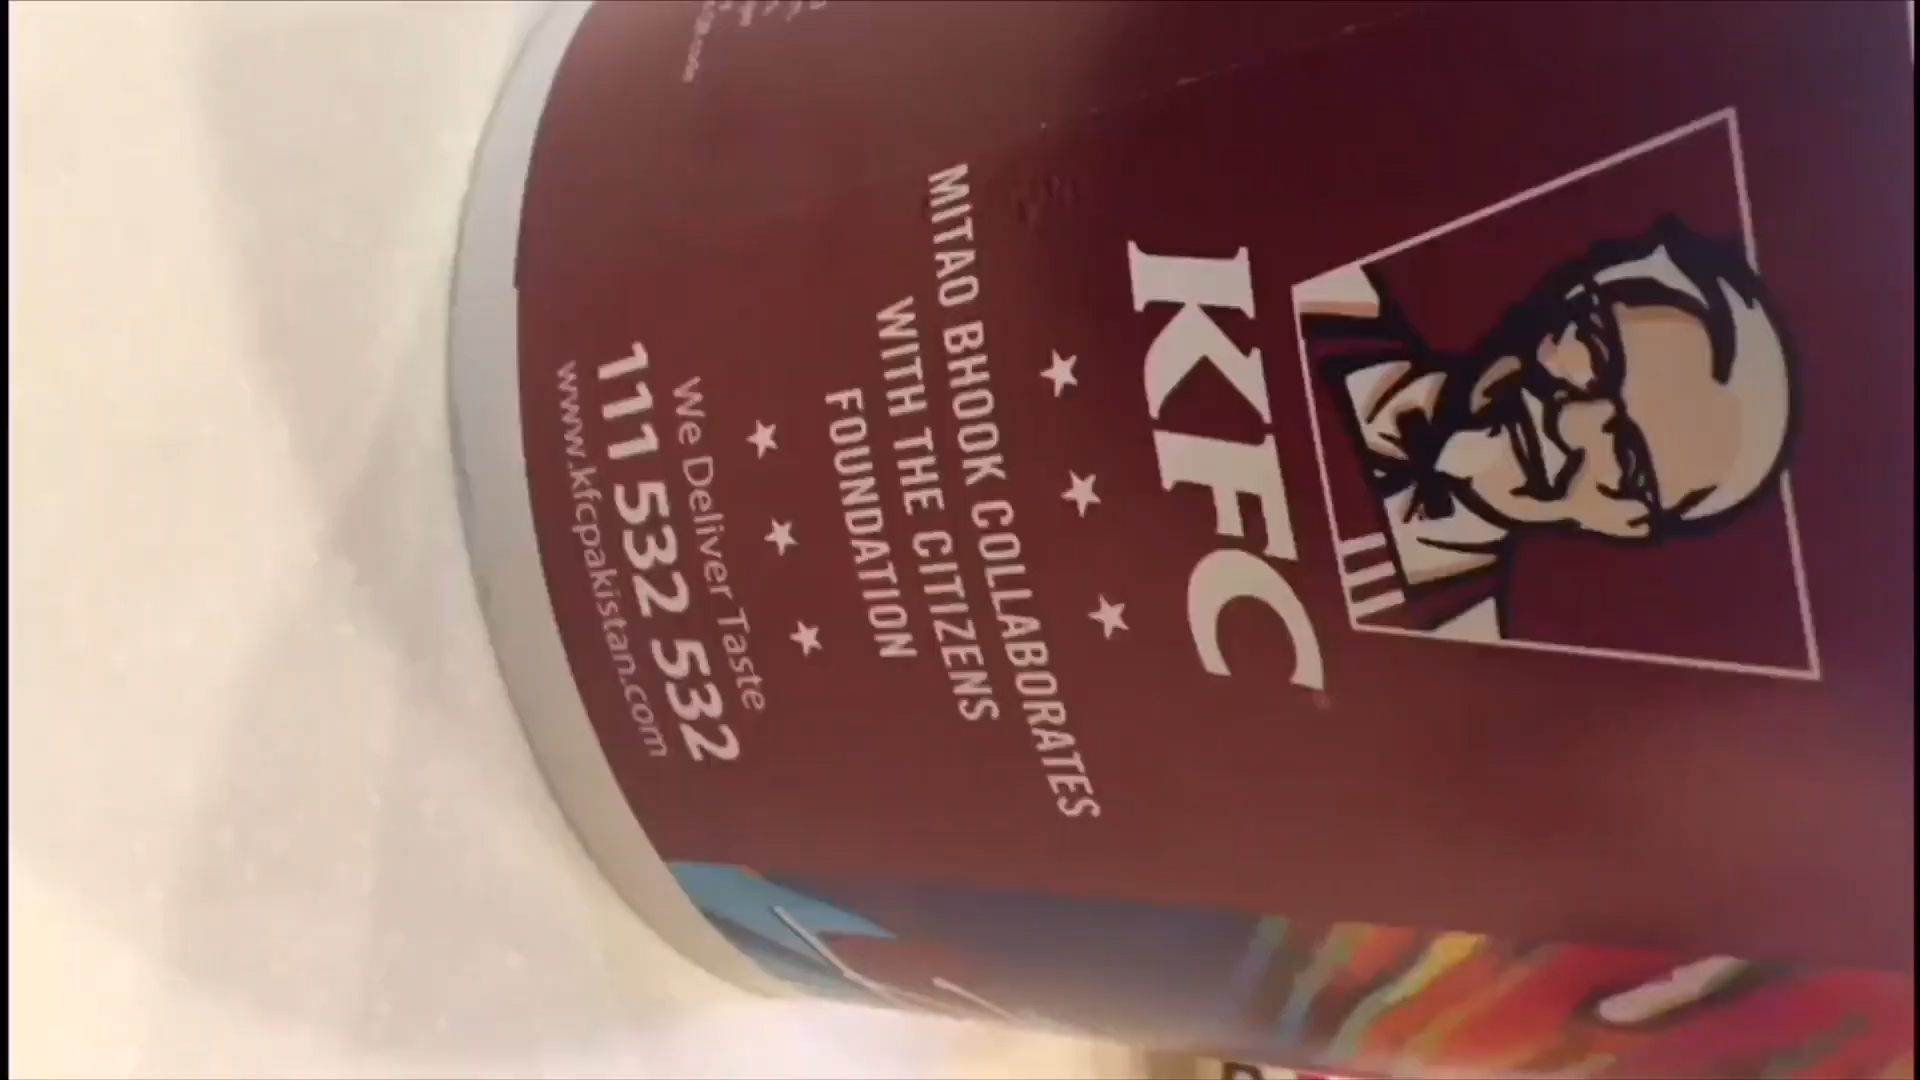 KFC
MITAO BHOOK COLLABORATES
WITH THE CITIZENS
FOUNDATION
We Deliver Taste
111 532 532
www.kfcpakistan.com